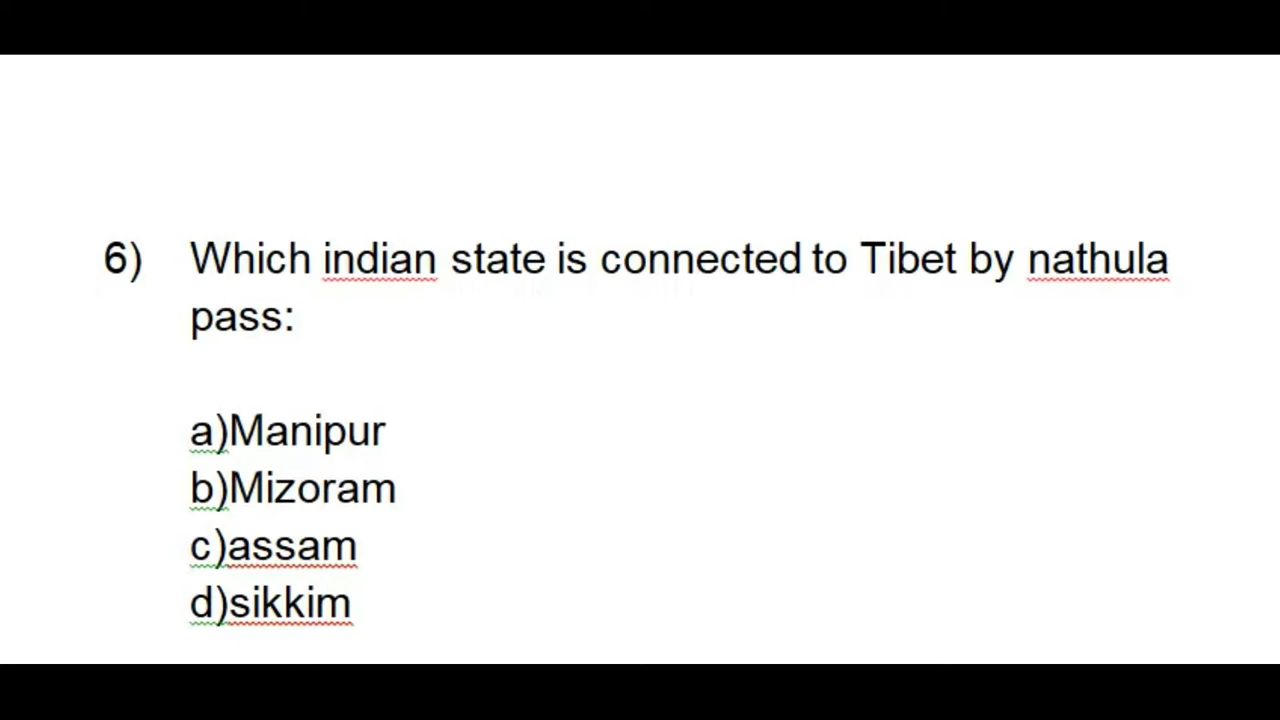 6) Which indian state is connected to Tibet by nathula
pass:
a)Manipur
b)Mizoram
c)assam
d)sikkim